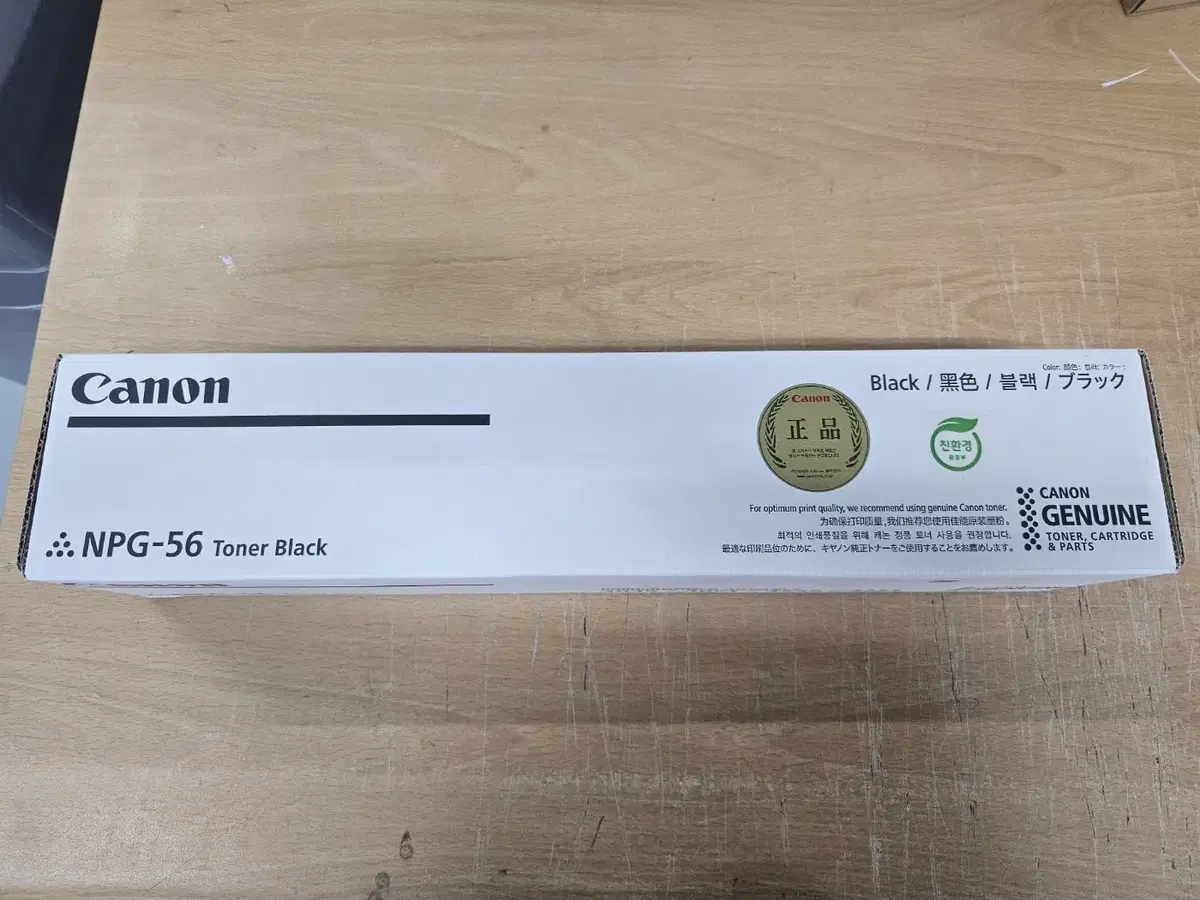 Canon
NPG-56 Toner Black
Canon
正品
Color: 颜色: 컬러: カラー:
Black / 黑色 / 블랙 / ブラック
친환경
환경부
For optimum print quality, we recommend using genuine Canon toner.
为确保打印质量,我们推荐您使用佳能原装墨粉。
최적의 인쇄품질을 위해 캐논 정품 토너 사용을 권장합니다.
最適な印刷品位のために、キヤノン純正トナーをご使用することをお薦めします。
CANON
GENUINE
TONER, CARTRIDGE
& PARTS